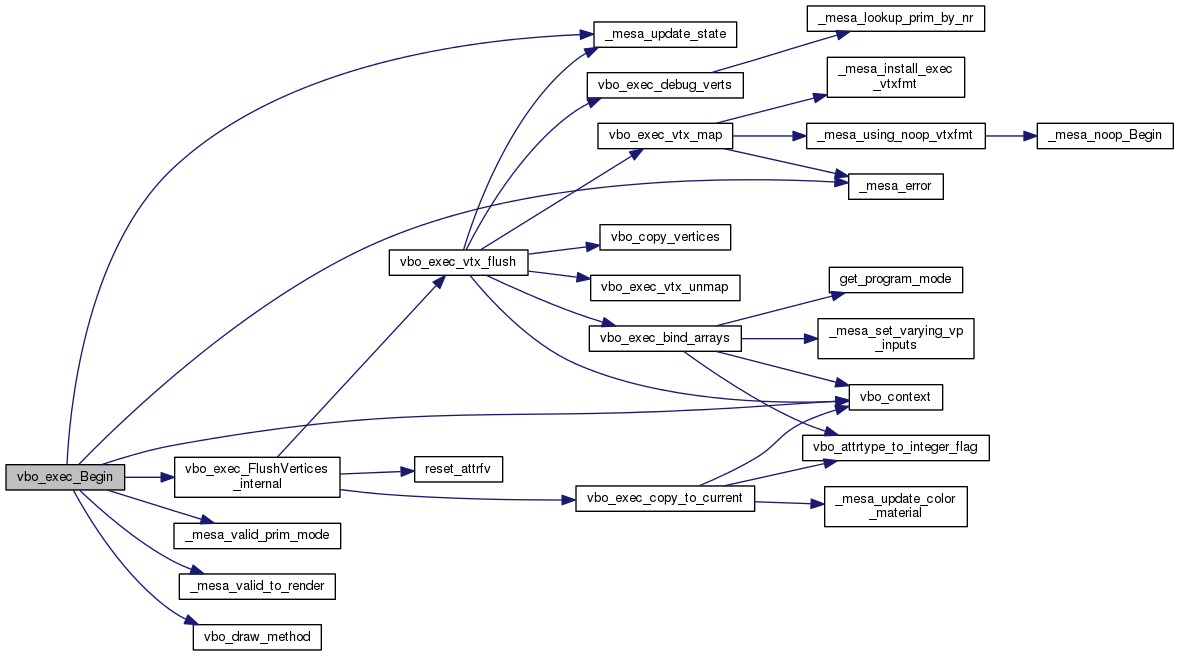 _mesa_lookup_prim_by_nr
_mesa_update_state
_mesa_install_exec
_vtxfmt
vbo_exec_debug_verts
vbo_exec_vtx_map
_mesa_using_noop_vtxfmt
_mesa_noop_Begin
_mesa_error
vbo_copy_vertices
vbo_exec_vtx_flush
get_program_mode
vbo_exec_vtx_unmap
vbo_exec_bind_arrays
_mesa_set_varying_vp
_inputs
vbo_context
vbo_attrtype_to_integer_flag
vbo_exec_Begin
vbo_exec_FlushVertices
_internal
reset_attrfv
vbo_exec_copy_to_current
_mesa_update_color
_material
_mesa_valid_prim_mode
_mesa_valid_to_render
vbo_draw_method